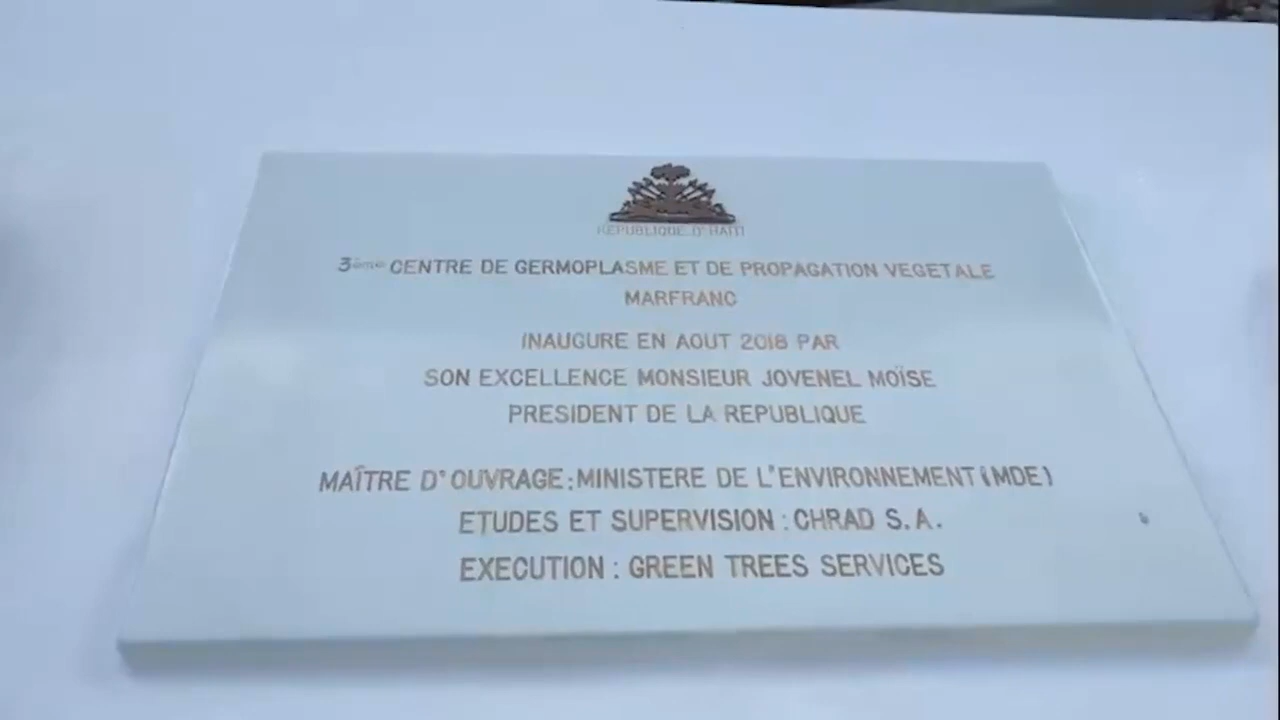 REPUBLIQUE D'HAITI
3ème CENTRE DE GERMOPLASME ET DE PROPAGATION VEGETALE
MARFRANC
INAUGURE EN AOUT 2018 PAR
SON EXCELLENCE MONSIEUR JOVENEL MOÏSE
PRESIDENT DE LA REPUBLIQUE
MAÎTRE D'OUVRAGE : MINISTERE DE L'ENVIRONNEMENT (MDE)
ETUDES ET SUPERVISION : CHRAD S.A.
EXECUTION : GREEN TREES SERVICES